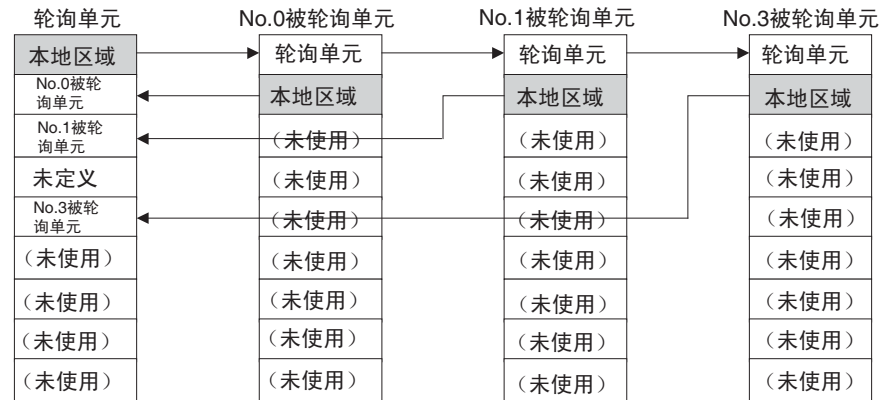 轮询单元 No.0被轮询单元 No.1被轮询单元 No.3被轮询单元
本地区域 轮询单元 轮询单元 轮询单元
No.0被轮
询单元 本地区域 本地区域 本地区域
No.1被轮
询单元 （未使用） （未使用） （未使用）
未定义 （未使用） （未使用） （未使用）
No.3被轮
询单元 （未使用） （未使用） （未使用）
（未使用） （未使用） （未使用） （未使用）
（未使用） （未使用） （未使用） （未使用）
（未使用） （未使用） （未使用） （未使用）
（未使用） （未使用） （未使用） （未使用）